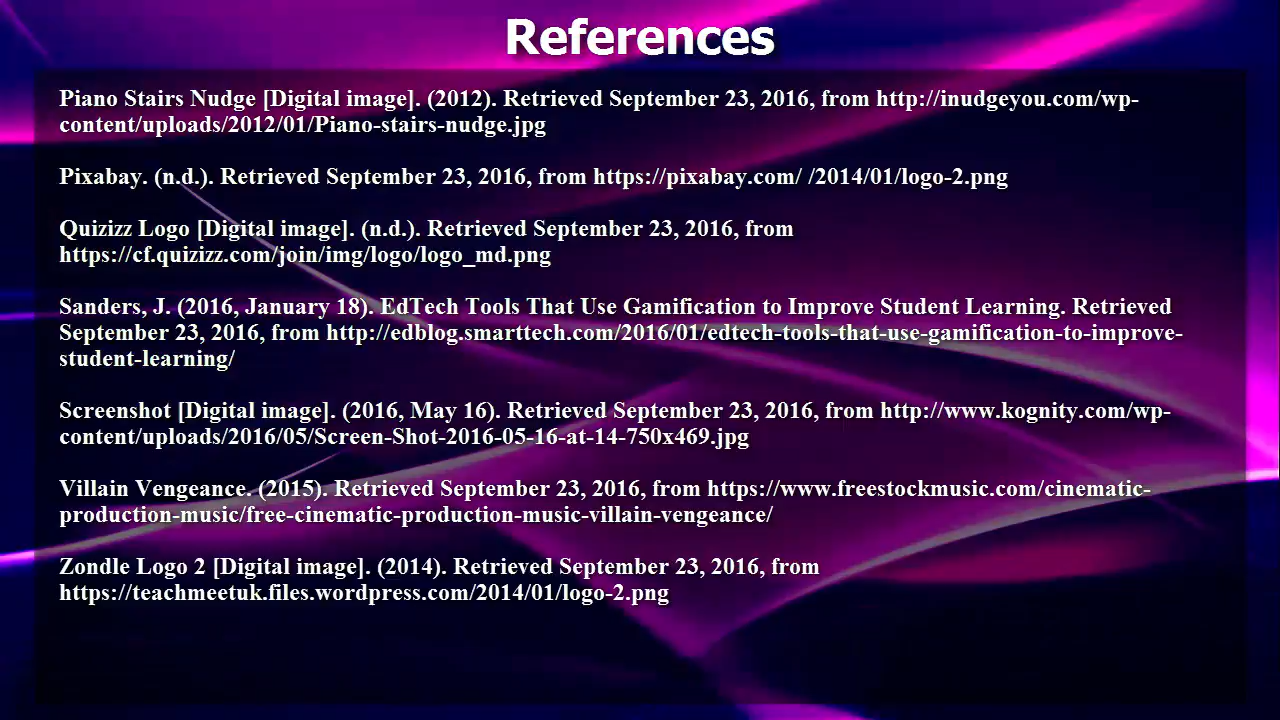 References
Piano Stairs Nudge [Digital image]. (2012). Retrieved September 23, 2016, from http://inudgeyou.com/wp-
content/uploads/2012/01/Piano-stairs-nudge.jpg
Pixabay. (n.d.). Retrieved September 23, 2016, from https://pixabay.com/ /2014/01/logo-2.png
Quizizz Logo [Digital image]. (n.d.). Retrieved September 23, 2016, from
https://cf.quizizz.com/join/img/logo/logo_md.png
Sanders, J. (2016, January 18). EdTech Tools That Use Gamification to Improve Student Learning. Retrieved
September 23, 2016, from http://edblog.smarttech.com/2016/01/edtech-tools-that-use-gamification-to-improve-
student-learning/
Screenshot [Digital image]. (2016, May 16). Retrieved September 23, 2016, from http://www.kognity.com/wp-
content/uploads/2016/05/Screen-Shot-2016-05-16-at-14-750x469.jpg
Villain Vengeance. (2015). Retrieved September 23, 2016, from https://www.freestockmusic.com/cinematic-
production-music/free-cinematic-production-music-villain-vengeance/
Zondle Logo 2 [Digital image]. (2014). Retrieved September 23, 2016, from
https://teachmeetuk.files.wordpress.com/2014/01/logo-2.png